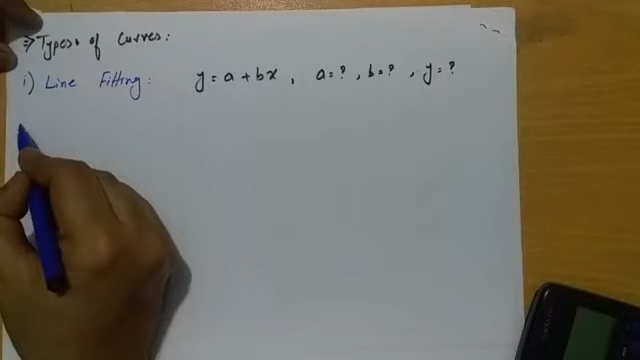 ⇒ Types of Curves:
i) Line Fitting: y = a + bx, a = ?, b = ?, y = ?